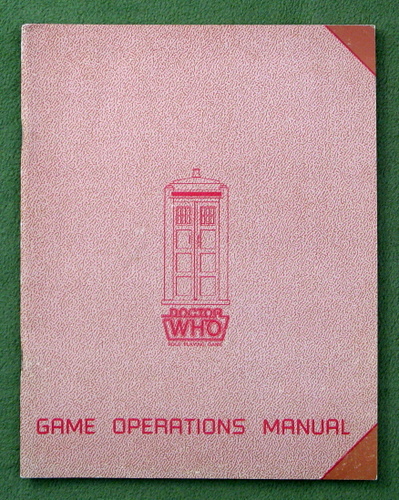 DOCTOR
WHO
ROLE PLAYING GAME
GAME OPERATIONS MANUAL